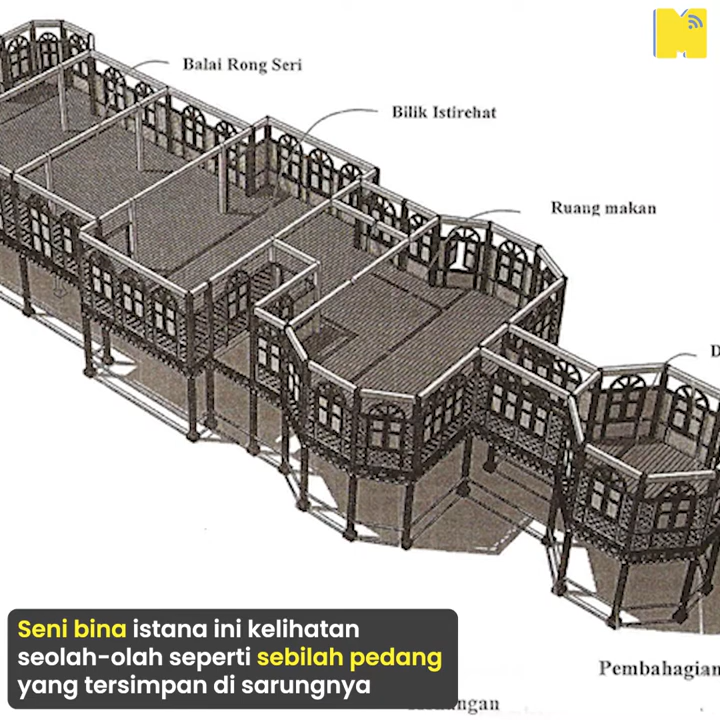 Balai Rong Seri
Bilik Istirehat
Ruang makan
D
Seni bina istana ini kelihatan
seolah-olah seperti sebilah pedang
yang tersimpan di sarungnya
Pembahagian